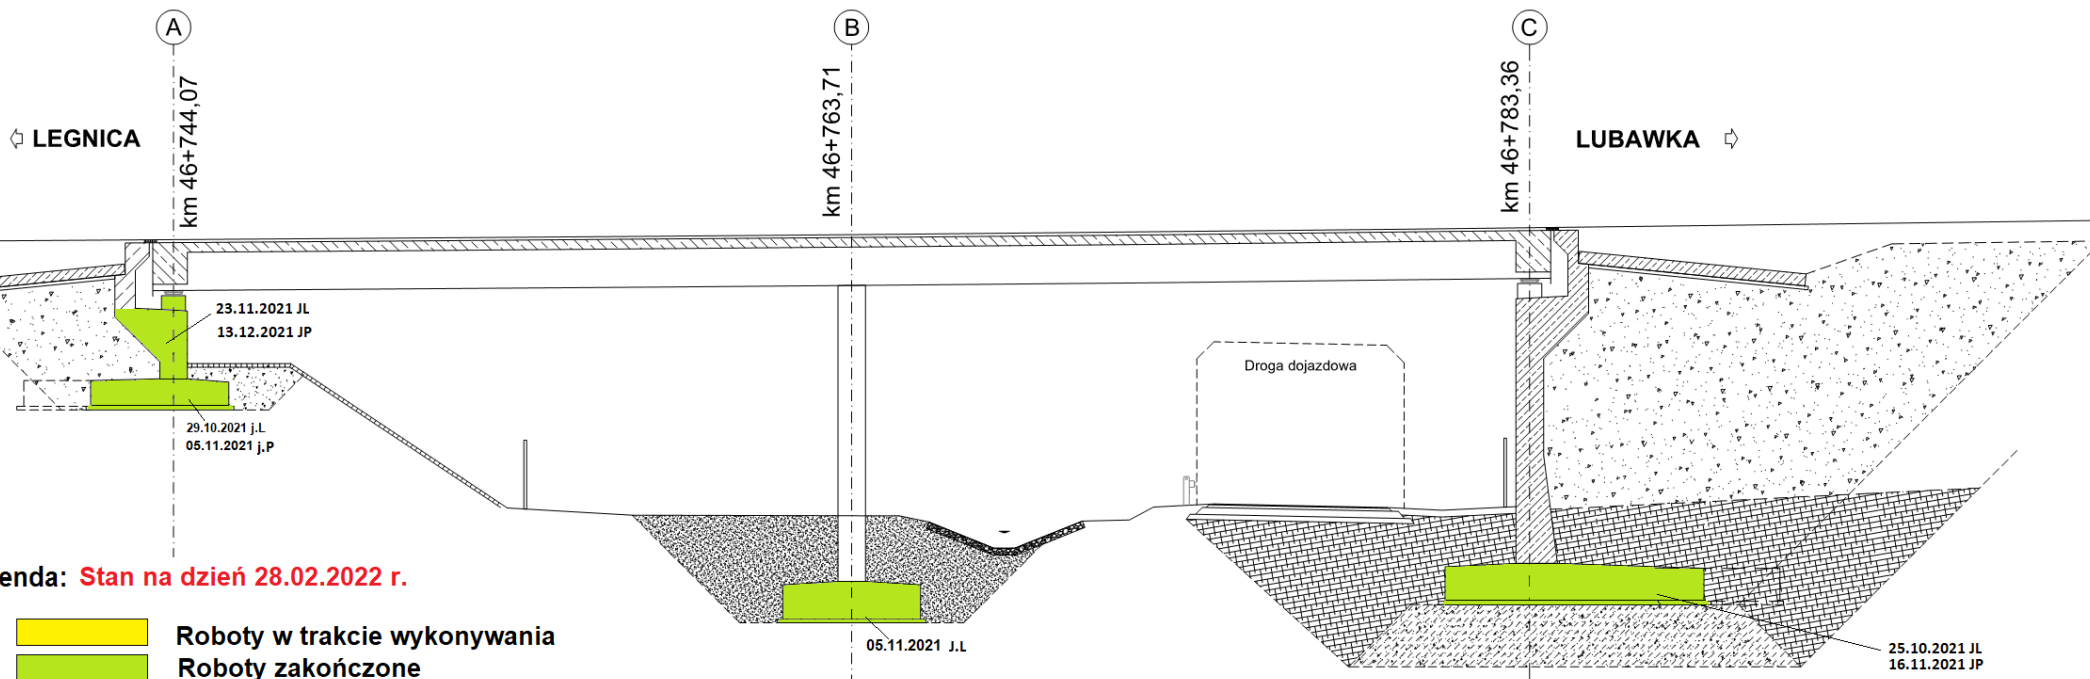 A
B
C
km 46+744,07
km 46+763,71
km 46+783,36
LEGNICA
LUBAWKA
23.11.2021 JL
13.12.2021 JP
Droga dojazdowa
29.10.2021 j.L
05.11.2021 j.P
enda: Stan na dzień 28.02.2022 r.
Roboty w trakcie wykonywania
05.11.2021 J.L
25.10.2021 JL
16.11.2021 JP
Roboty zakończone